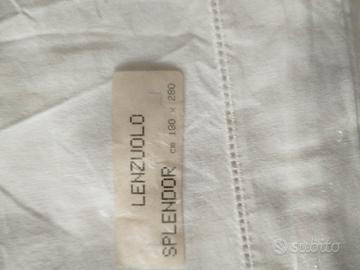 LENZUOLO
SPLENDOR cm 180 x 280
subito